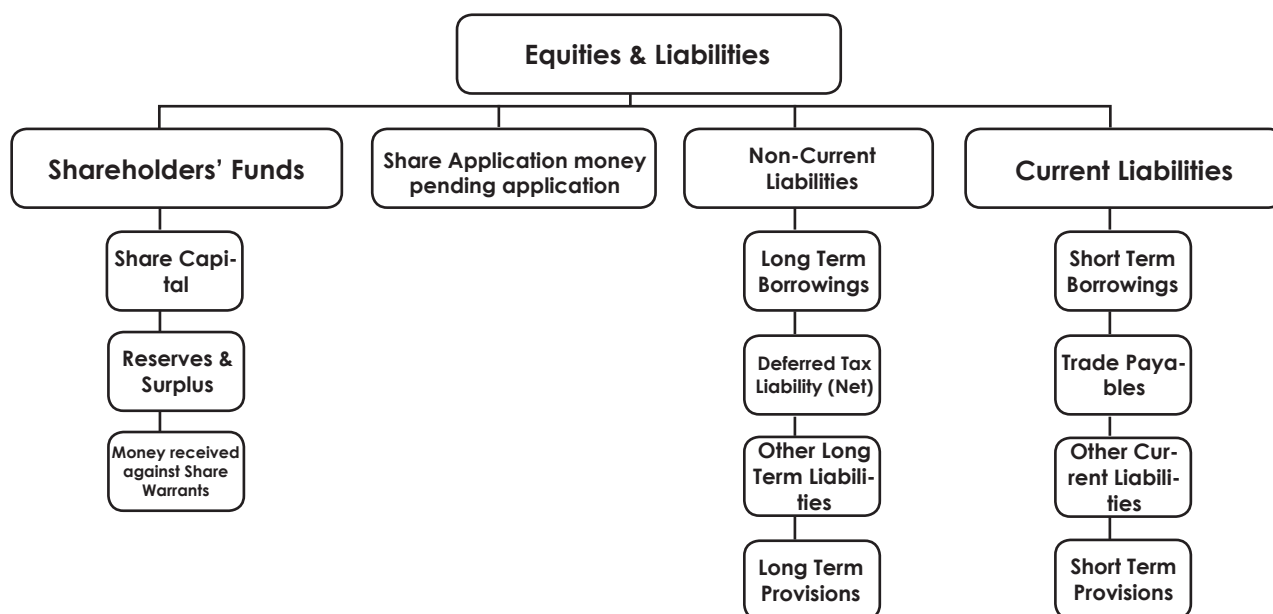 Equities & Liabilities
Shareholders' Funds
Share Application money
pending application
Non-Current
Liabilities
Current Liabilities
Share Capi-
tal
Reserves &
Surplus
Money received
against Share
Warrants
Long Term
Borrowings
Deferred Tax
Liability (Net)
Other Long
Term Liabili-
ties
Long Term
Provisions
Short Term
Borrowings
Trade Paya-
bles
Other Cur-
rent Liabili-
ties
Short Term
Provisions